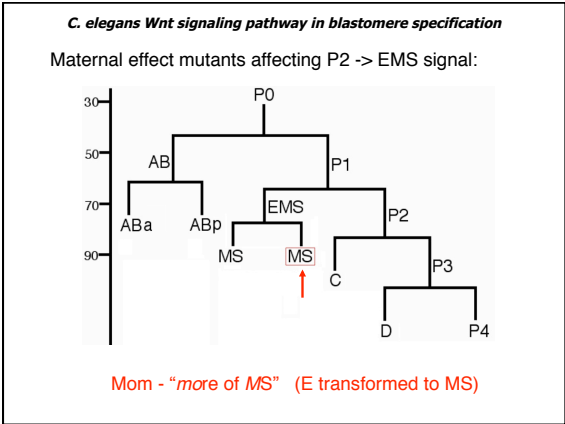 C. elegans Wnt signaling pathway in blastomere specification
Maternal effect mutants affecting P2 -> EMS signal:
P0
30
50
AB
P1
70
EMS
P2
ABa
ABp
90
MS
MS
C
P3
D
P4
Mom - “more of MS” (E transformed to MS)